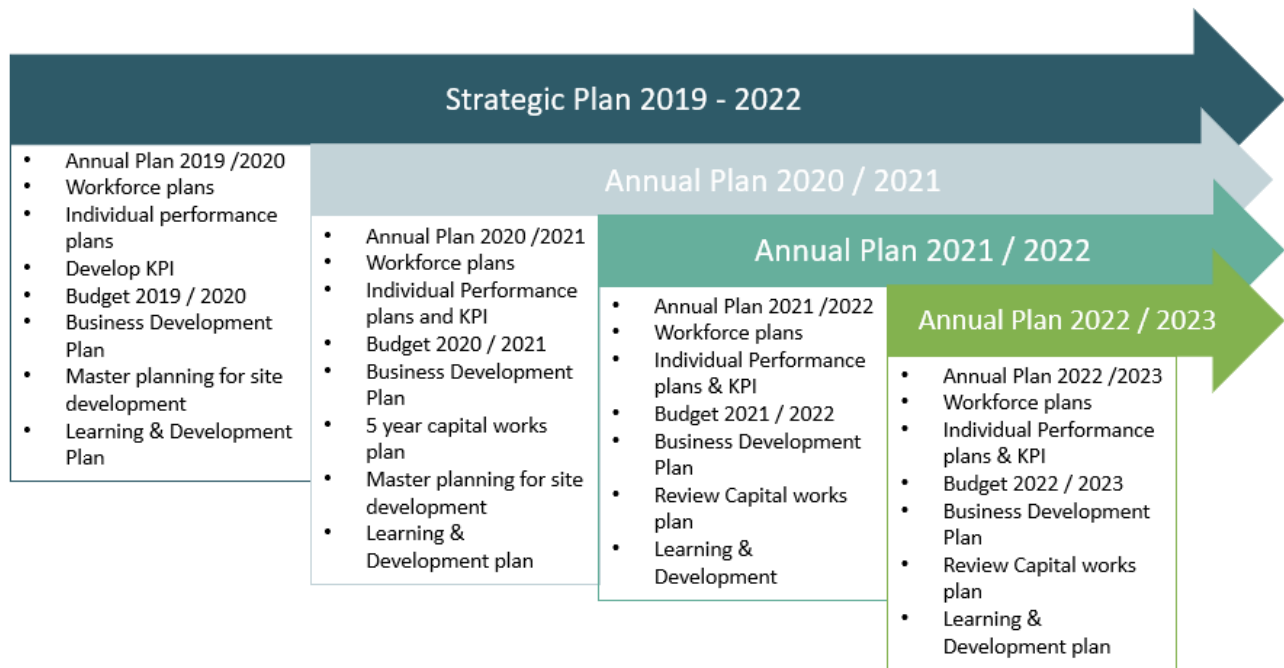 Strategic Plan 2019 - 2022
• Annual Plan 2019 /2020
• Workforce plans
• Individual performance
plans
• Develop KPI
• Budget 2019 / 2020
• Business Development
Plan
• Master planning for site
development
• Learning & Development
Plan
Annual Plan 2020 / 2021
• Annual Plan 2020 /2021
• Workforce plans
• Individual Performance
plans and KPI
• Budget 2020 / 2021
• Business Development
Plan
• 5 year capital works
plan
• Master planning for site
development
• Learning &
Development plan
Annual Plan 2021 / 2022
• Annual Plan 2021 /2022
• Workforce plans
• Individual Performance
plans & KPI
• Budget 2021 / 2022
• Business Development
Plan
• Review Capital works
plan
• Learning &
Development
Annual Plan 2022 / 2023
• Annual Plan 2022 /2023
• Workforce plans
• Individual Performance
plans & KPI
• Budget 2022 / 2023
• Business Development
Plan
• Review Capital works
plan
• Learning &
Development plan